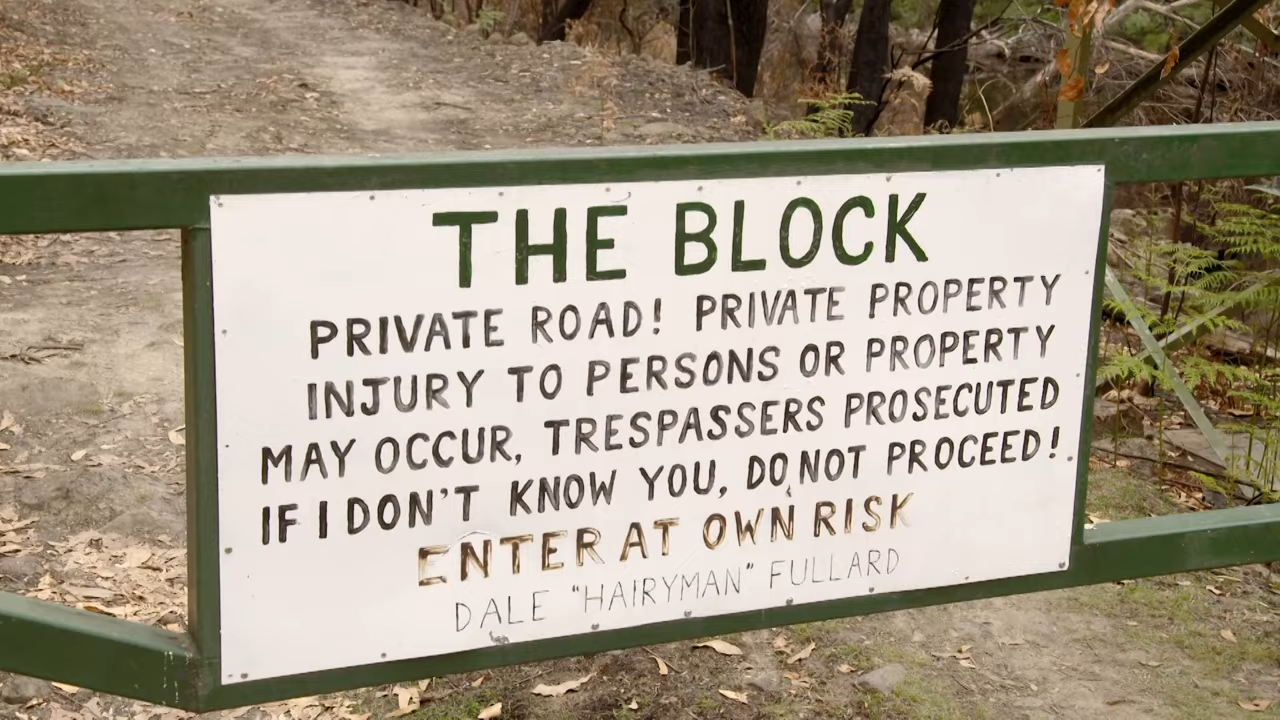 THE BLOCK
PRIVATE ROAD! PRIVATE PROPERTY
INJURY TO PERSONS OR PROPERTY
MAY OCCUR, TRESPASSERS PROSECUTED
IF I DON'T KNOW YOU, DO NOT PROCEED!
ENTER AT OWN RISK
DALE "HAIRYMAN" FULLARD